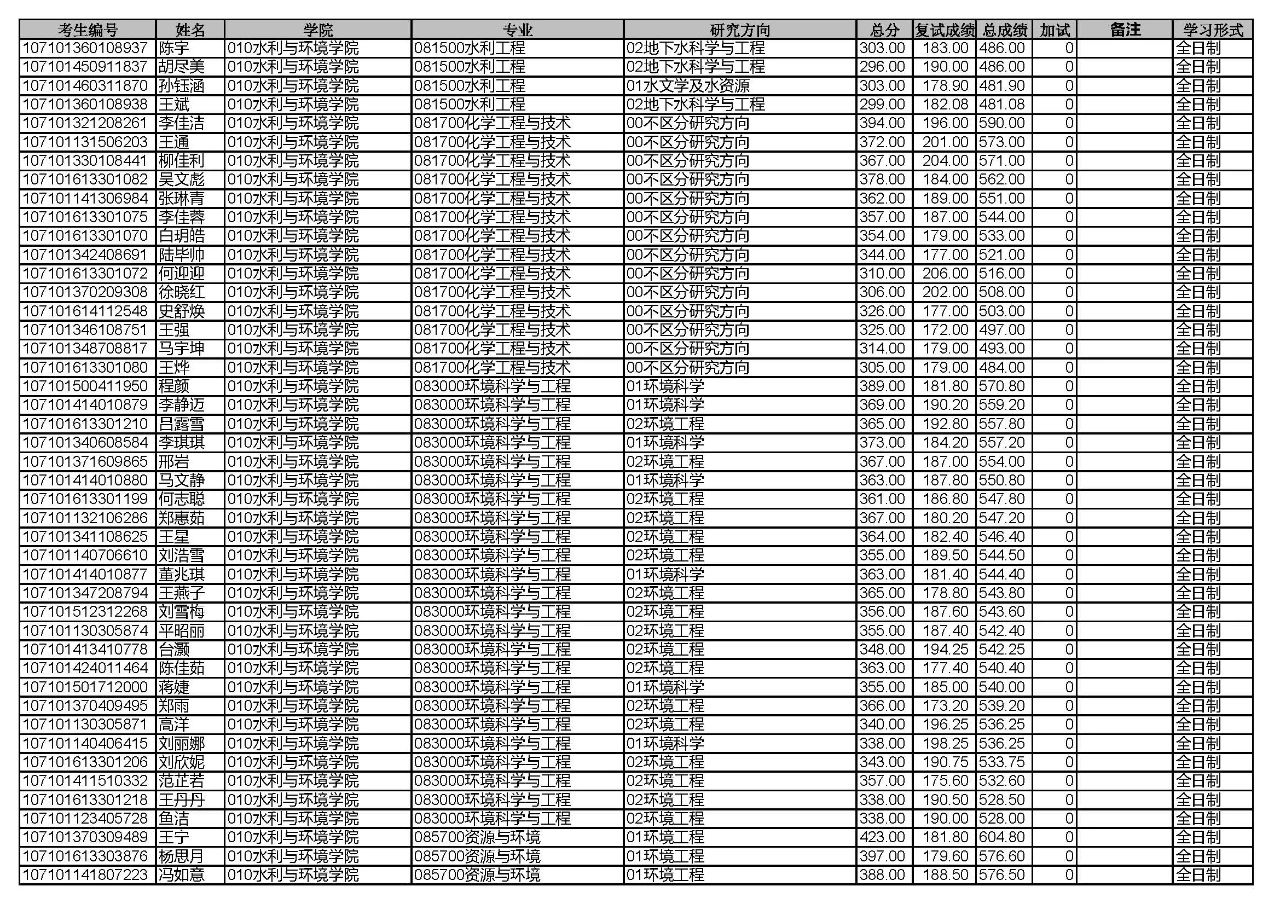 考生编号 姓名 学院 专业 研究方向 总分 复试成绩 总成绩 加试 备注 学习形式
107101360108937 陈宇 010水利与环境学院 081500水利工程 02地下水科学与工程 303.00 183.00 486.00 0 全日制
107101450911837 胡尽美 010水利与环境学院 081500水利工程 02地下水科学与工程 296.00 190.00 486.00 0 全日制
107101460311870 孙钰涵 010水利与环境学院 081500水利工程 01水文学及水资源 303.00 178.90 481.90 0 全日制
107101360108938 王斌 010水利与环境学院 081500水利工程 02地下水科学与工程 299.00 182.08 481.08 0 全日制
107101321208261 李佳洁 010水利与环境学院 081700化学工程与技术 00不区分研究方向 394.00 196.00 590.00 0 全日制
107101131506203 王通 010水利与环境学院 081700化学工程与技术 00不区分研究方向 372.00 201.00 573.00 0 全日制
107101330108441 柳佳利 010水利与环境学院 081700化学工程与技术 00不区分研究方向 367.00 204.00 571.00 0 全日制
107101613301082 吴文彪 010水利与环境学院 081700化学工程与技术 00不区分研究方向 378.00 184.00 562.00 0 全日制
107101141306984 张琳青 010水利与环境学院 081700化学工程与技术 00不区分研究方向 362.00 189.00 551.00 0 全日制
107101613301075 李佳蓉 010水利与环境学院 081700化学工程与技术 00不区分研究方向 357.00 187.00 544.00 0 全日制
107101613301070 白玥皓 010水利与环境学院 081700化学工程与技术 00不区分研究方向 354.00 179.00 533.00 0 全日制
107101342408691 陆毕帅 010水利与环境学院 081700化学工程与技术 00不区分研究方向 344.00 177.00 521.00 0 全日制
107101613301072 何迎迎 010水利与环境学院 081700化学工程与技术 00不区分研究方向 310.00 206.00 516.00 0 全日制
107101370209308 徐晓红 010水利与环境学院 081700化学工程与技术 00不区分研究方向 306.00 202.00 508.00 0 全日制
107101614112548 史舒焕 010水利与环境学院 081700化学工程与技术 00不区分研究方向 326.00 177.00 503.00 0 全日制
107101346108751 王强 010水利与环境学院 081700化学工程与技术 00不区分研究方向 325.00 172.00 497.00 0 全日制
107101348708817 马宇坤 010水利与环境学院 081700化学工程与技术 00不区分研究方向 314.00 179.00 493.00 0 全日制
107101613301080 王烨 010水利与环境学院 081700化学工程与技术 00不区分研究方向 305.00 179.00 484.00 0 全日制
107101500411950 程颜 010水利与环境学院 083000环境科学与工程 01环境科学 389.00 181.80 570.80 0 全日制
107101414010879 李静迈 010水利与环境学院 083000环境科学与工程 01环境科学 369.00 190.20 559.20 0 全日制
107101613301210 吕露雪 010水利与环境学院 083000环境科学与工程 02环境工程 365.00 192.80 557.80 0 全日制
107101340608584 李琪琪 010水利与环境学院 083000环境科学与工程 01环境科学 373.00 184.20 557.20 0 全日制
107101371609865 邢岩 010水利与环境学院 083000环境科学与工程 02环境工程 367.00 187.00 554.00 0 全日制
107101414010880 马文静 010水利与环境学院 083000环境科学与工程 01环境科学 363.00 187.80 550.80 0 全日制
107101613301199 何志聪 010水利与环境学院 083000环境科学与工程 02环境工程 361.00 186.80 547.80 0 全日制
107101132106286 郑惠茹 010水利与环境学院 083000环境科学与工程 02环境工程 367.00 180.20 547.20 0 全日制
107101341108625 王星 010水利与环境学院 083000环境科学与工程 02环境工程 364.00 182.40 546.40 0 全日制
107101140706610 刘浩雪 010水利与环境学院 083000环境科学与工程 02环境工程 355.00 189.50 544.50 0 全日制
107101414010877 董兆琪 010水利与环境学院 083000环境科学与工程 01环境科学 363.00 181.40 544.40 0 全日制
107101347208794 王燕子 010水利与环境学院 083000环境科学与工程 02环境工程 365.00 178.80 543.80 0 全日制
107101512312268 刘雪梅 010水利与环境学院 083000环境科学与工程 02环境工程 356.00 187.60 543.60 0 全日制
107101130305874 平昭丽 010水利与环境学院 083000环境科学与工程 02环境工程 355.00 187.40 542.40 0 全日制
107101413410778 台灏 010水利与环境学院 083000环境科学与工程 02环境工程 348.00 194.25 542.25 0 全日制
107101424011464 陈佳茹 010水利与环境学院 083000环境科学与工程 02环境工程 363.00 177.40 540.40 0 全日制
107101501712000 蒋婕 010水利与环境学院 083000环境科学与工程 01环境科学 355.00 185.00 540.00 0 全日制
107101370409495 郑雨 010水利与环境学院 083000环境科学与工程 02环境工程 366.00 173.20 539.20 0 全日制
107101130305871 高洋 010水利与环境学院 083000环境科学与工程 02环境工程 340.00 196.25 536.25 0 全日制
107101140406415 刘丽娜 010水利与环境学院 083000环境科学与工程 01环境科学 338.00 198.25 536.25 0 全日制
107101613301206 刘欣妮 010水利与环境学院 083000环境科学与工程 02环境工程 343.00 190.75 533.75 0 全日制
107101411510332 范芷若 010水利与环境学院 083000环境科学与工程 02环境工程 357.00 175.60 532.60 0 全日制
107101613301218 王丹丹 010水利与环境学院 083000环境科学与工程 02环境工程 338.00 190.50 528.50 0 全日制
107101123405728 鱼洁 010水利与环境学院 083000环境科学与工程 02环境工程 338.00 190.00 528.00 0 全日制
107101370309489 王宁 010水利与环境学院 085700资源与环境 01环境工程 423.00 181.80 604.80 0 全日制
107101613303876 杨思月 010水利与环境学院 085700资源与环境 01环境工程 397.00 179.60 576.60 0 全日制
107101141807223 冯如意 010水利与环境学院 085700资源与环境 01环境工程 388.00 188.50 576.50 0 全日制